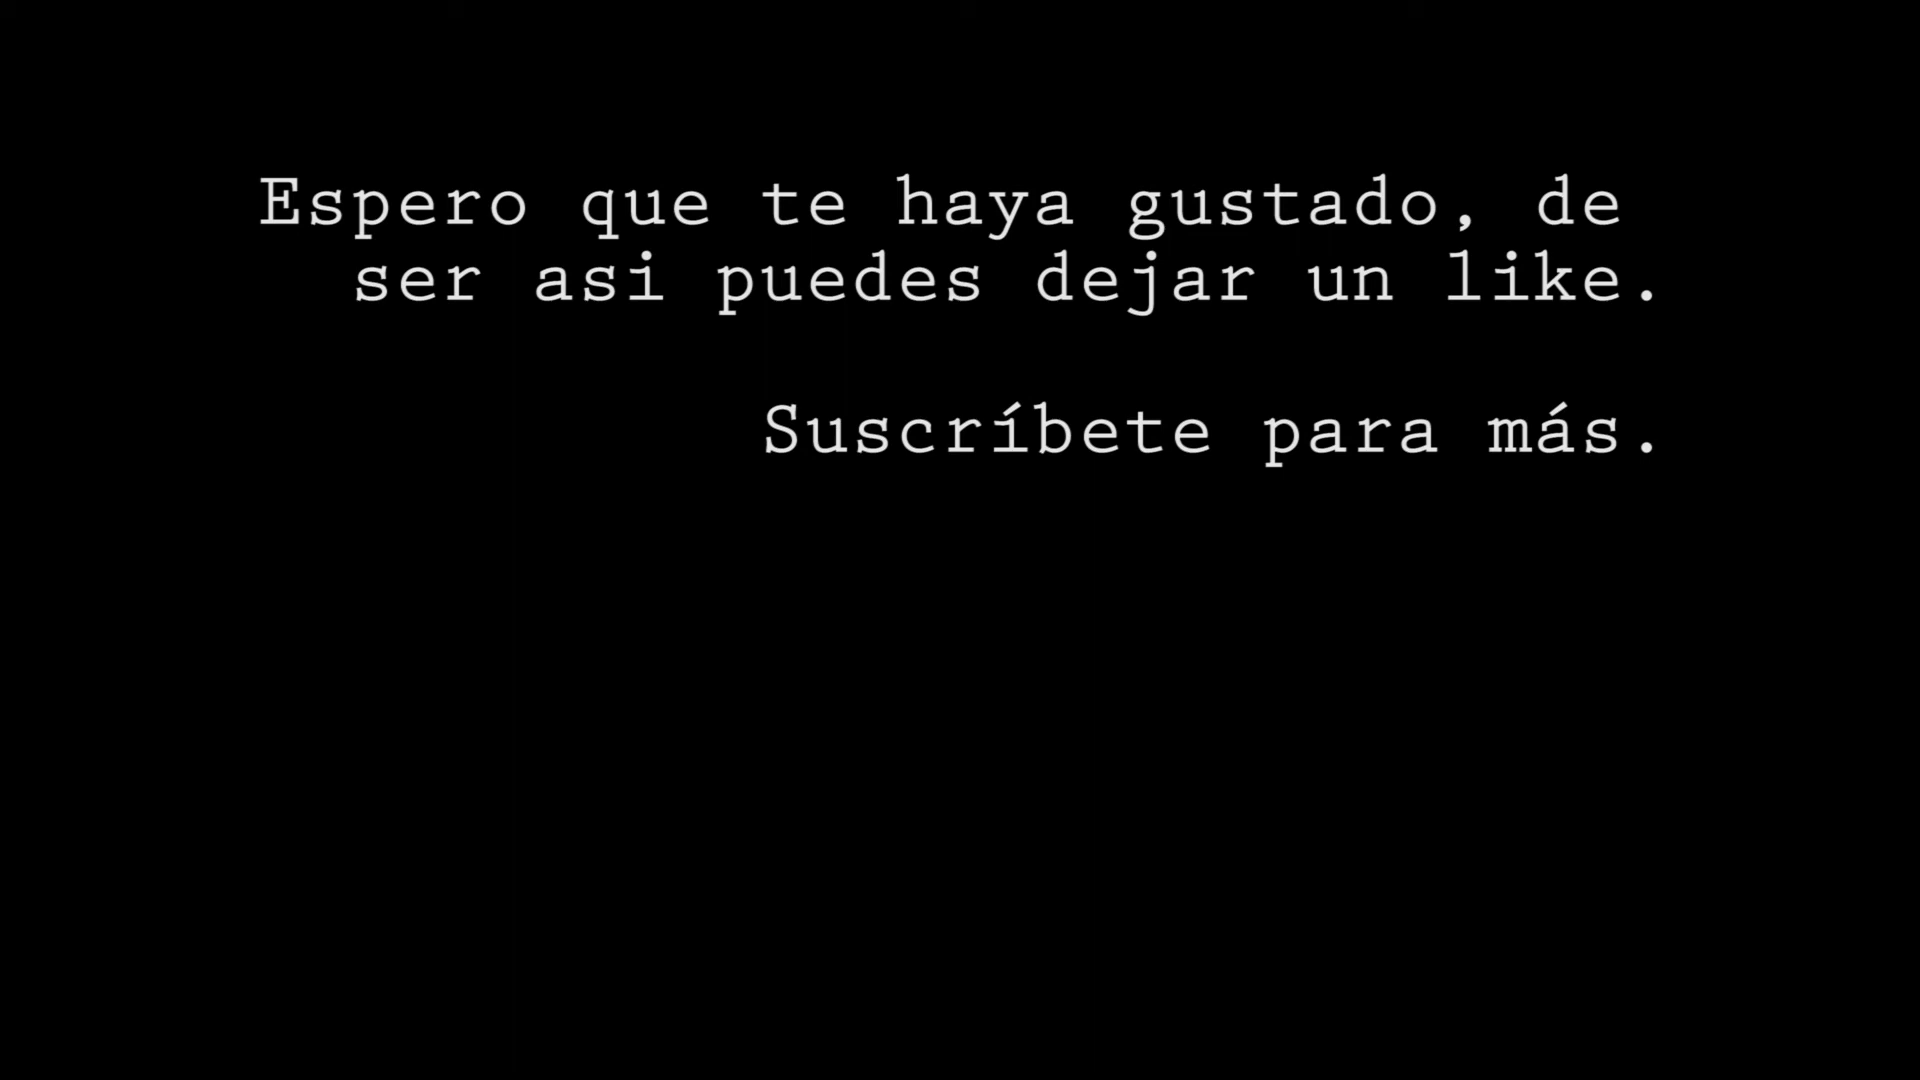 Espero que te haya gustado, de
ser asi puedes dejar un like.
Suscríbete para más.